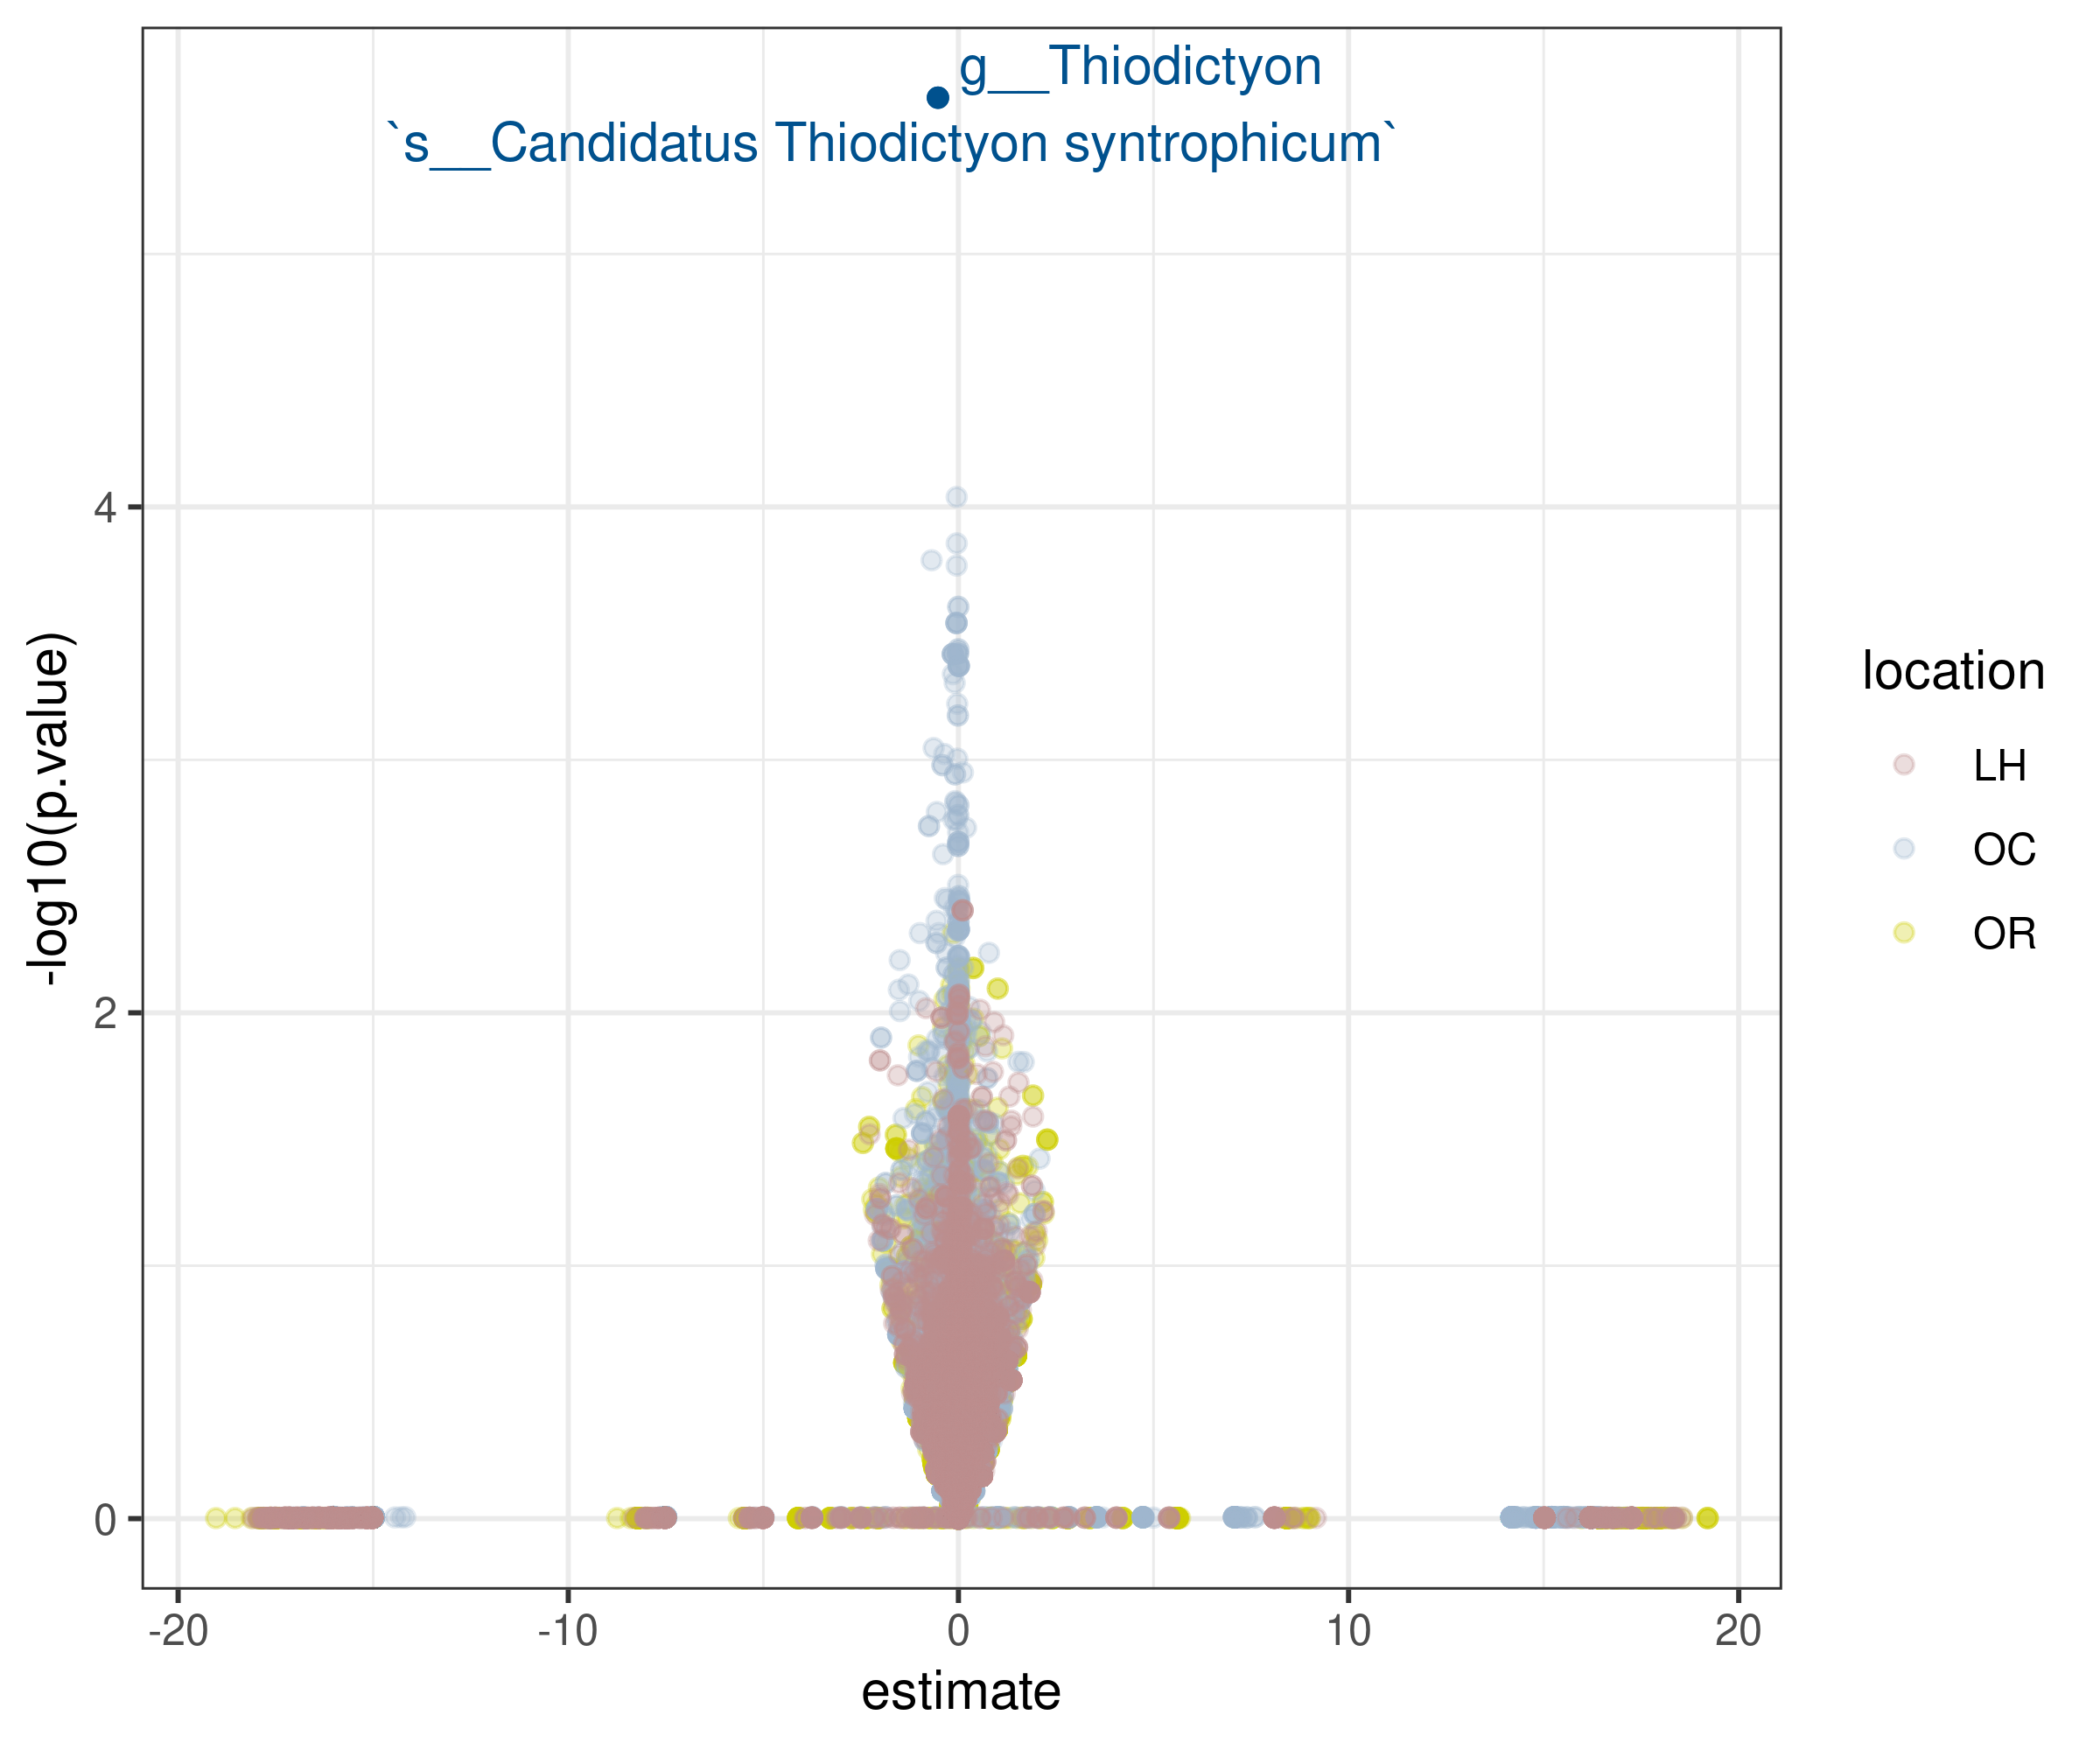 g__Thiodictyon
`s__Candidatus Thiodictyon syntrophicum`
4
2
0
-log10(p.value)
-20
-10
0
10
20
estimate
location
LH
OC
OR